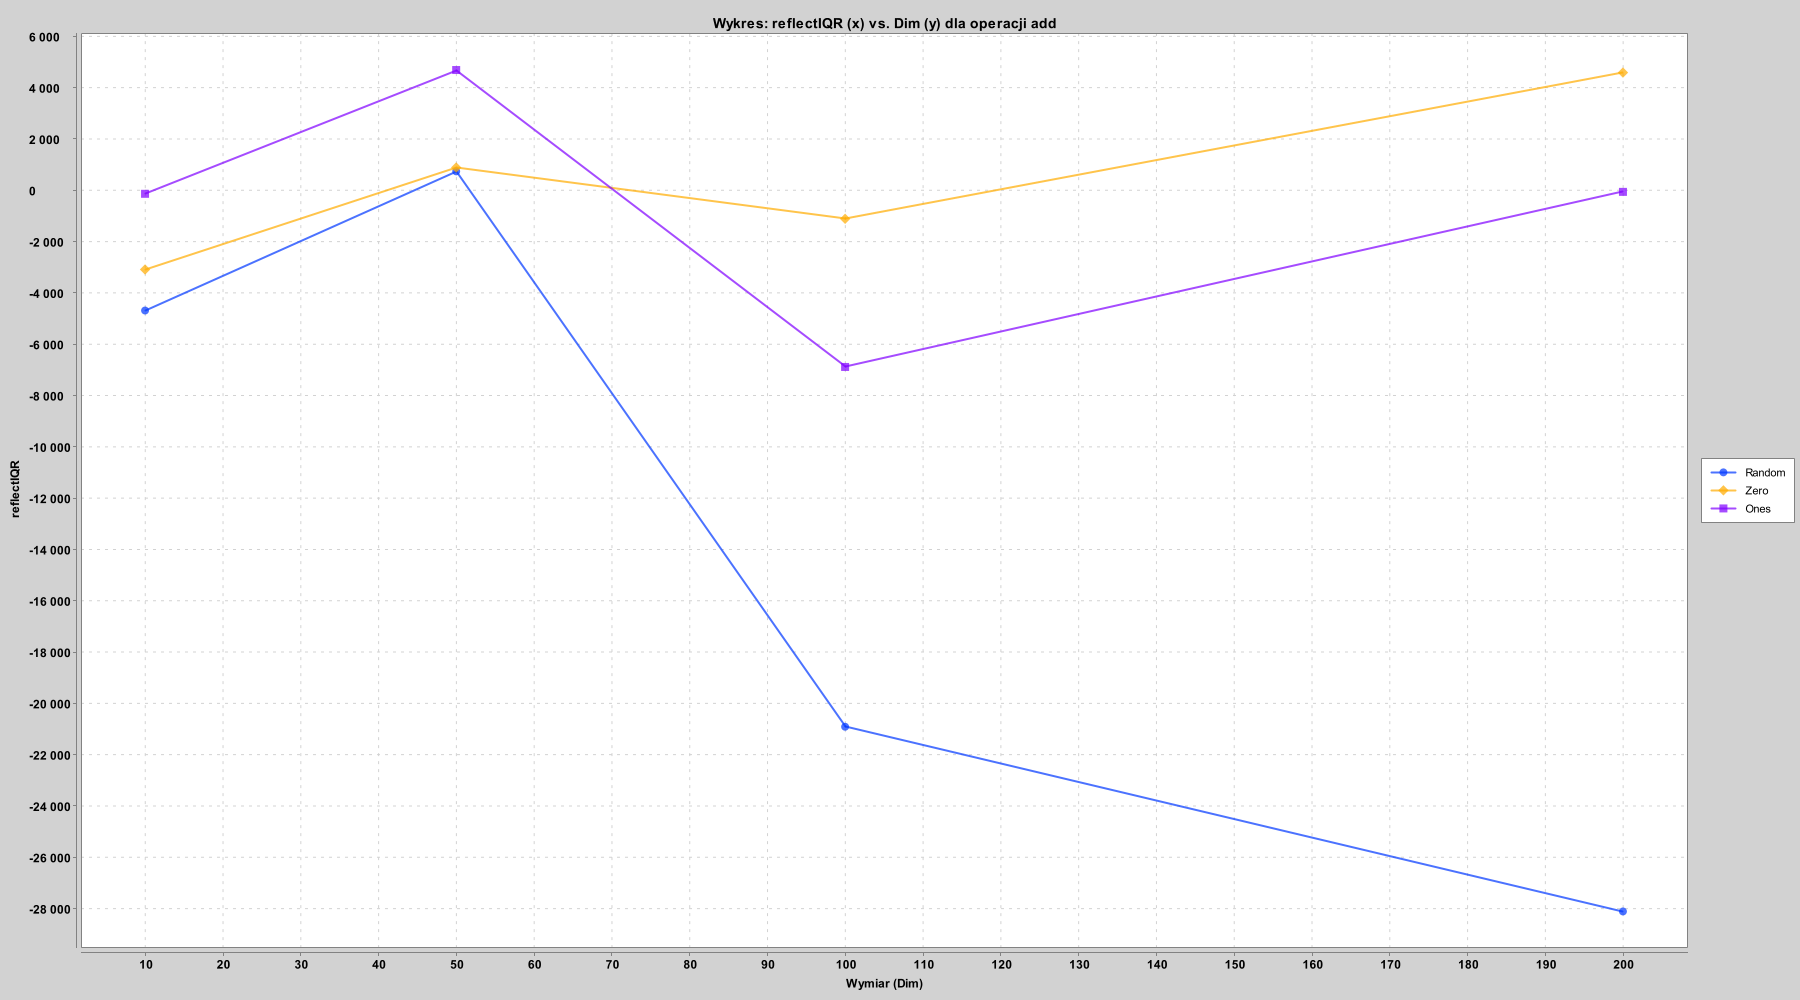 Wykres: reflectIQR (x) vs. Dim (y) dla operacji add
6 000
4 000
2 000
0
-2 000
-4 000
-6 000
-8 000
-10 000
-12 000
-14 000
-16 000
-18 000
-20 000
-22 000
-24 000
-26 000
-28 000
reflectIQR
10 20 30 40 50 60 70 80 90 100 110 120 130 140 150 160 170 180 190 200
Wymiar (Dim)
Random
Zero
Ones